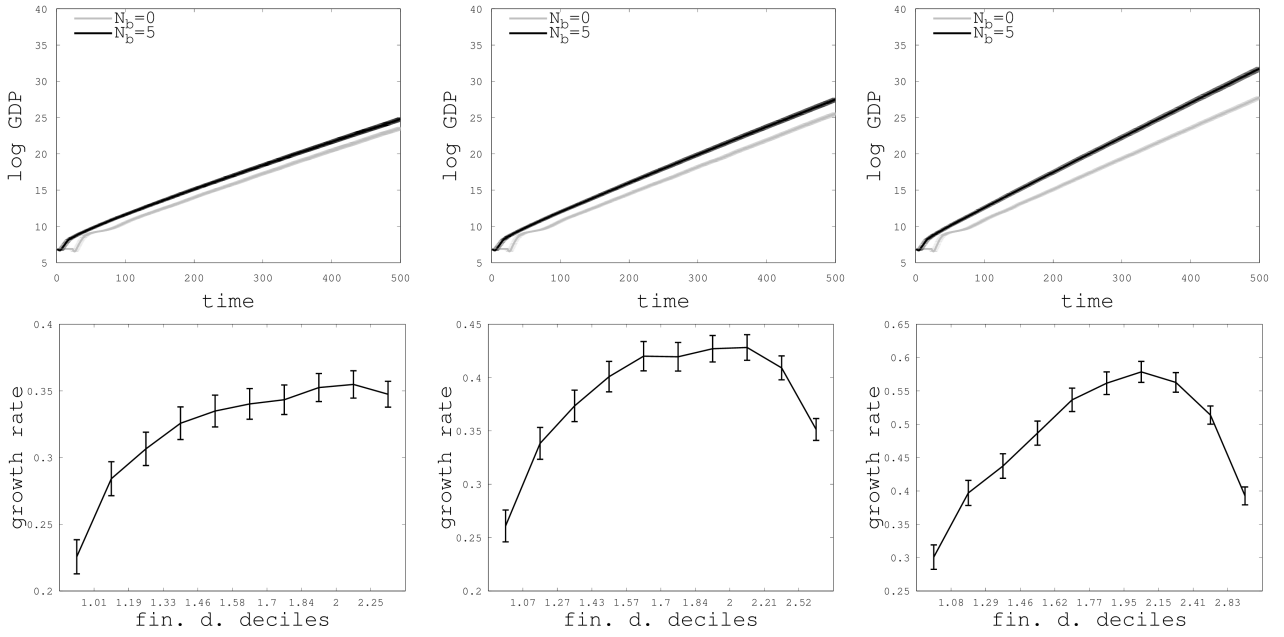 40
35
30
25
20
15
10
5
log GDP
N_b=0
N_b=5
0 100 200 300 400 500
time
40
35
30
25
20
15
10
5
log GDP
N_b=0
N_b=5
0 100 200 300 400 500
time
40
35
30
25
20
15
10
5
log GDP
N_b=0
N_b=5
0 100 200 300 400 500
time
0.4
0.35
0.3
0.25
0.2
growth rate
1.01 1.19 1.33 1.46 1.58 1.7 1.84 2 2.25
fin. d. deciles
0.45
0.4
0.35
0.3
0.25
0.2
growth rate
1.07 1.27 1.43 1.57 1.7 1.84 2 2.21 2.52
fin. d. deciles
0.65
0.6
0.55
0.5
0.45
0.4
0.35
0.3
0.25
growth rate
1.08 1.29 1.46 1.62 1.77 1.95 2.15 2.41 2.83
fin. d. deciles